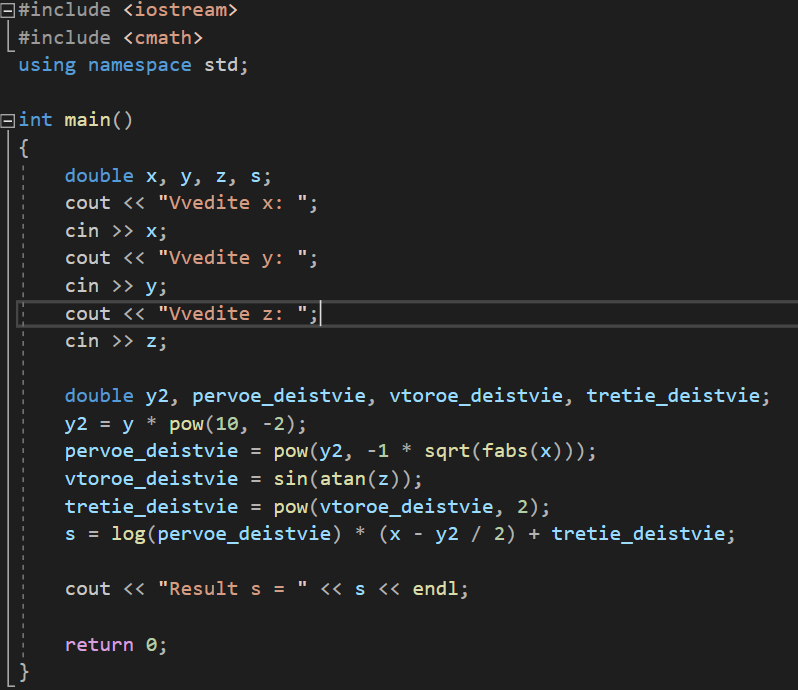 #include <iostream>
#include <cmath>
using namespace std;
int main()
{
double x, y, z, s;
cout << "Vvedite x: ";
cin >> x;
cout << "Vvedite y: ";
cin >> y;
cout << "Vvedite z: ";
cin >> z;
double y2, pervoe_deistvie, vtoroe_deistvie, tretie_deistvie;
y2 = y * pow(10, -2);
pervoe_deistvie = pow(y2, -1 * sqrt(fabs(x)));
vtoroe_deistvie = sin(atan(z));
tretie_deistvie = pow(vtoroe_deistvie, 2);
s = log(pervoe_deistvie) * (x - y2 / 2) + tretie_deistvie;
cout << "Result s = " << s << endl;
return 0;
}